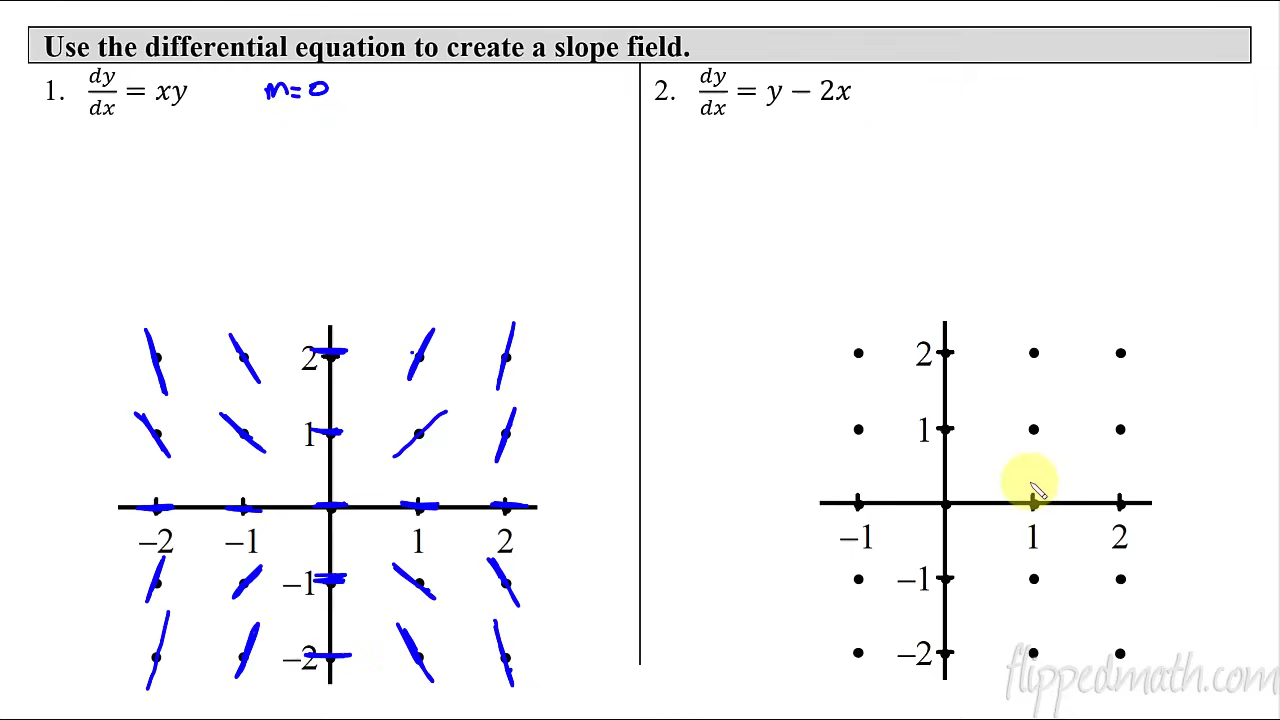 Use the differential equation to create a slope field.
1. dy/dx = xy m=0
2. dy/dx = y − 2x
2
1
−2 −1 1 2
−1
−2
2
1
−1 1 2
−1
−2
flippedmath.com